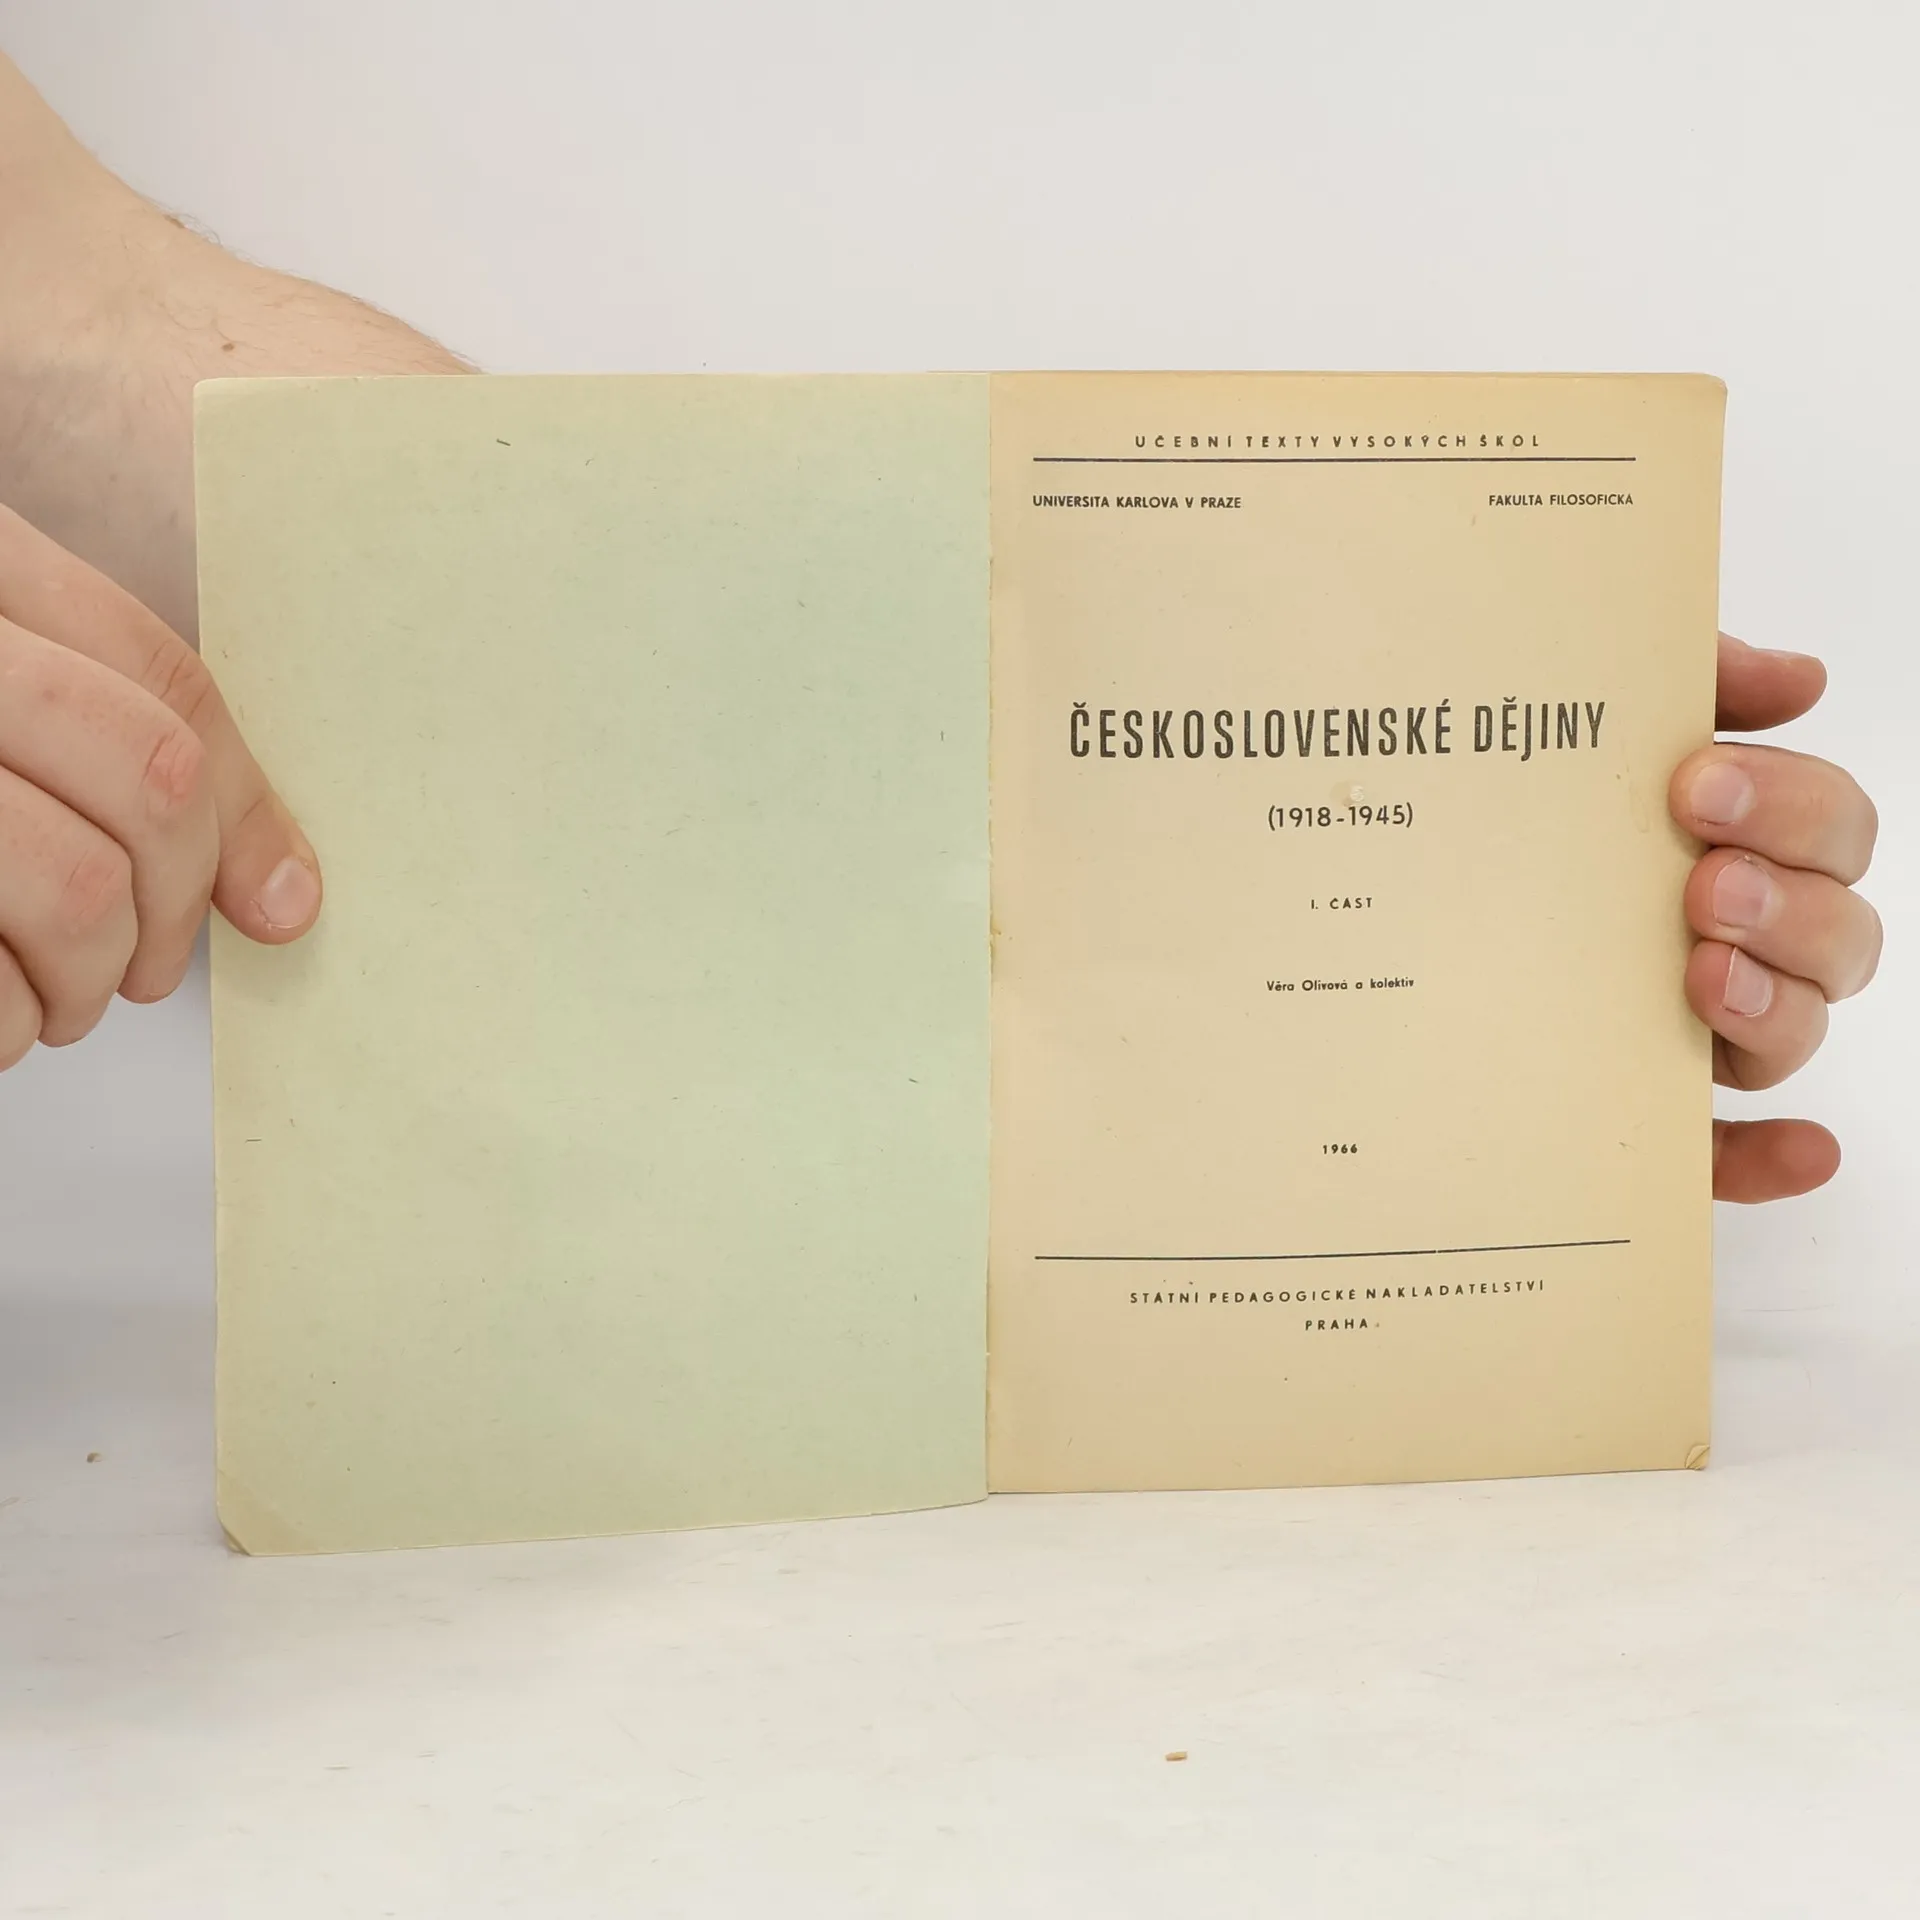 UČEBNÍ TEXTY VYSOKÝCH ŠKOL
UNIVERSITA KARLOVA V PRAZE FAKULTA FILOSOFICKÁ
ČESKOSLOVENSKÉ DĚJINY
(1918-1945)
I. ČÁST
Věra Olivová a kolektiv
1966
STÁTNÍ PEDAGOGICKÉ NAKLADATELSTVÍ
PRAHA